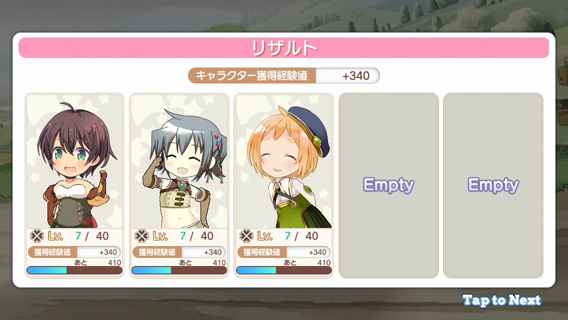 リザルト
キャラクター獲得経験値 +340
Lv. 7 / 40
獲得経験値 +340
あと 410
Lv. 7 / 40
獲得経験値 +340
あと 410
Lv. 7 / 40
獲得経験値 +340
あと 410
Empty
Empty
Tap to Next